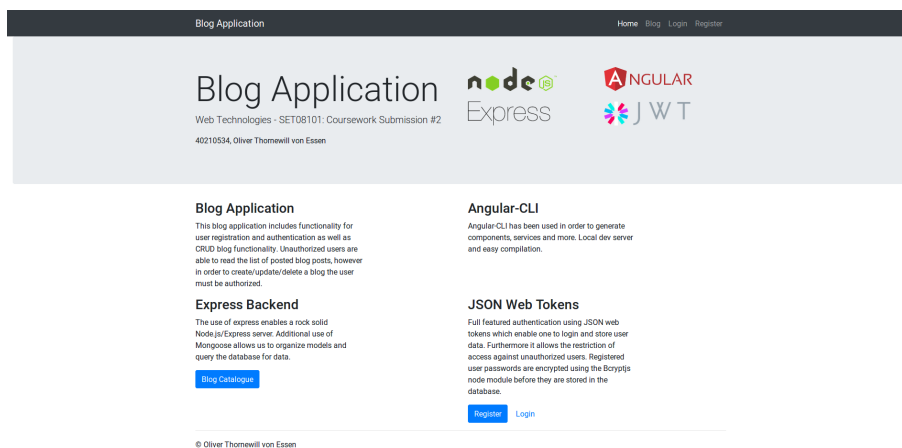 Blog Application
Home Blog Login Register
Blog Application
Web Technologies - SET08101: Coursework Submission #2
40210534, Oliver Thornewill von Essen
node JS
Express
ANGULAR
JWT
Blog Application
This blog application includes functionality for
user registration and authentication as well as
CRUD blog functionality. Unauthorized users are
able to read the list of posted blog posts, however
in order to create/update/delete a blog the user
must be authorized.
Angular-CLI
Angular-CLI has been used in order to generate
components, services and more. Local dev server
and easy compilation.
Express Backend
The use of express enables a rock solid
Node.js/Express server. Additional use of
Mongoose allows us to organize models and
query the database for data.
Blog Catalogue
JSON Web Tokens
Full featured authentication using JSON web
tokens which enable one to login and store user
data. Furthermore it allows the restriction of
access against unauthorized users. Registered
user passwords are encrypted using the Bcryptjs
node module before they are stored in the
database.
Register Login
© Oliver Thornewill von Essen